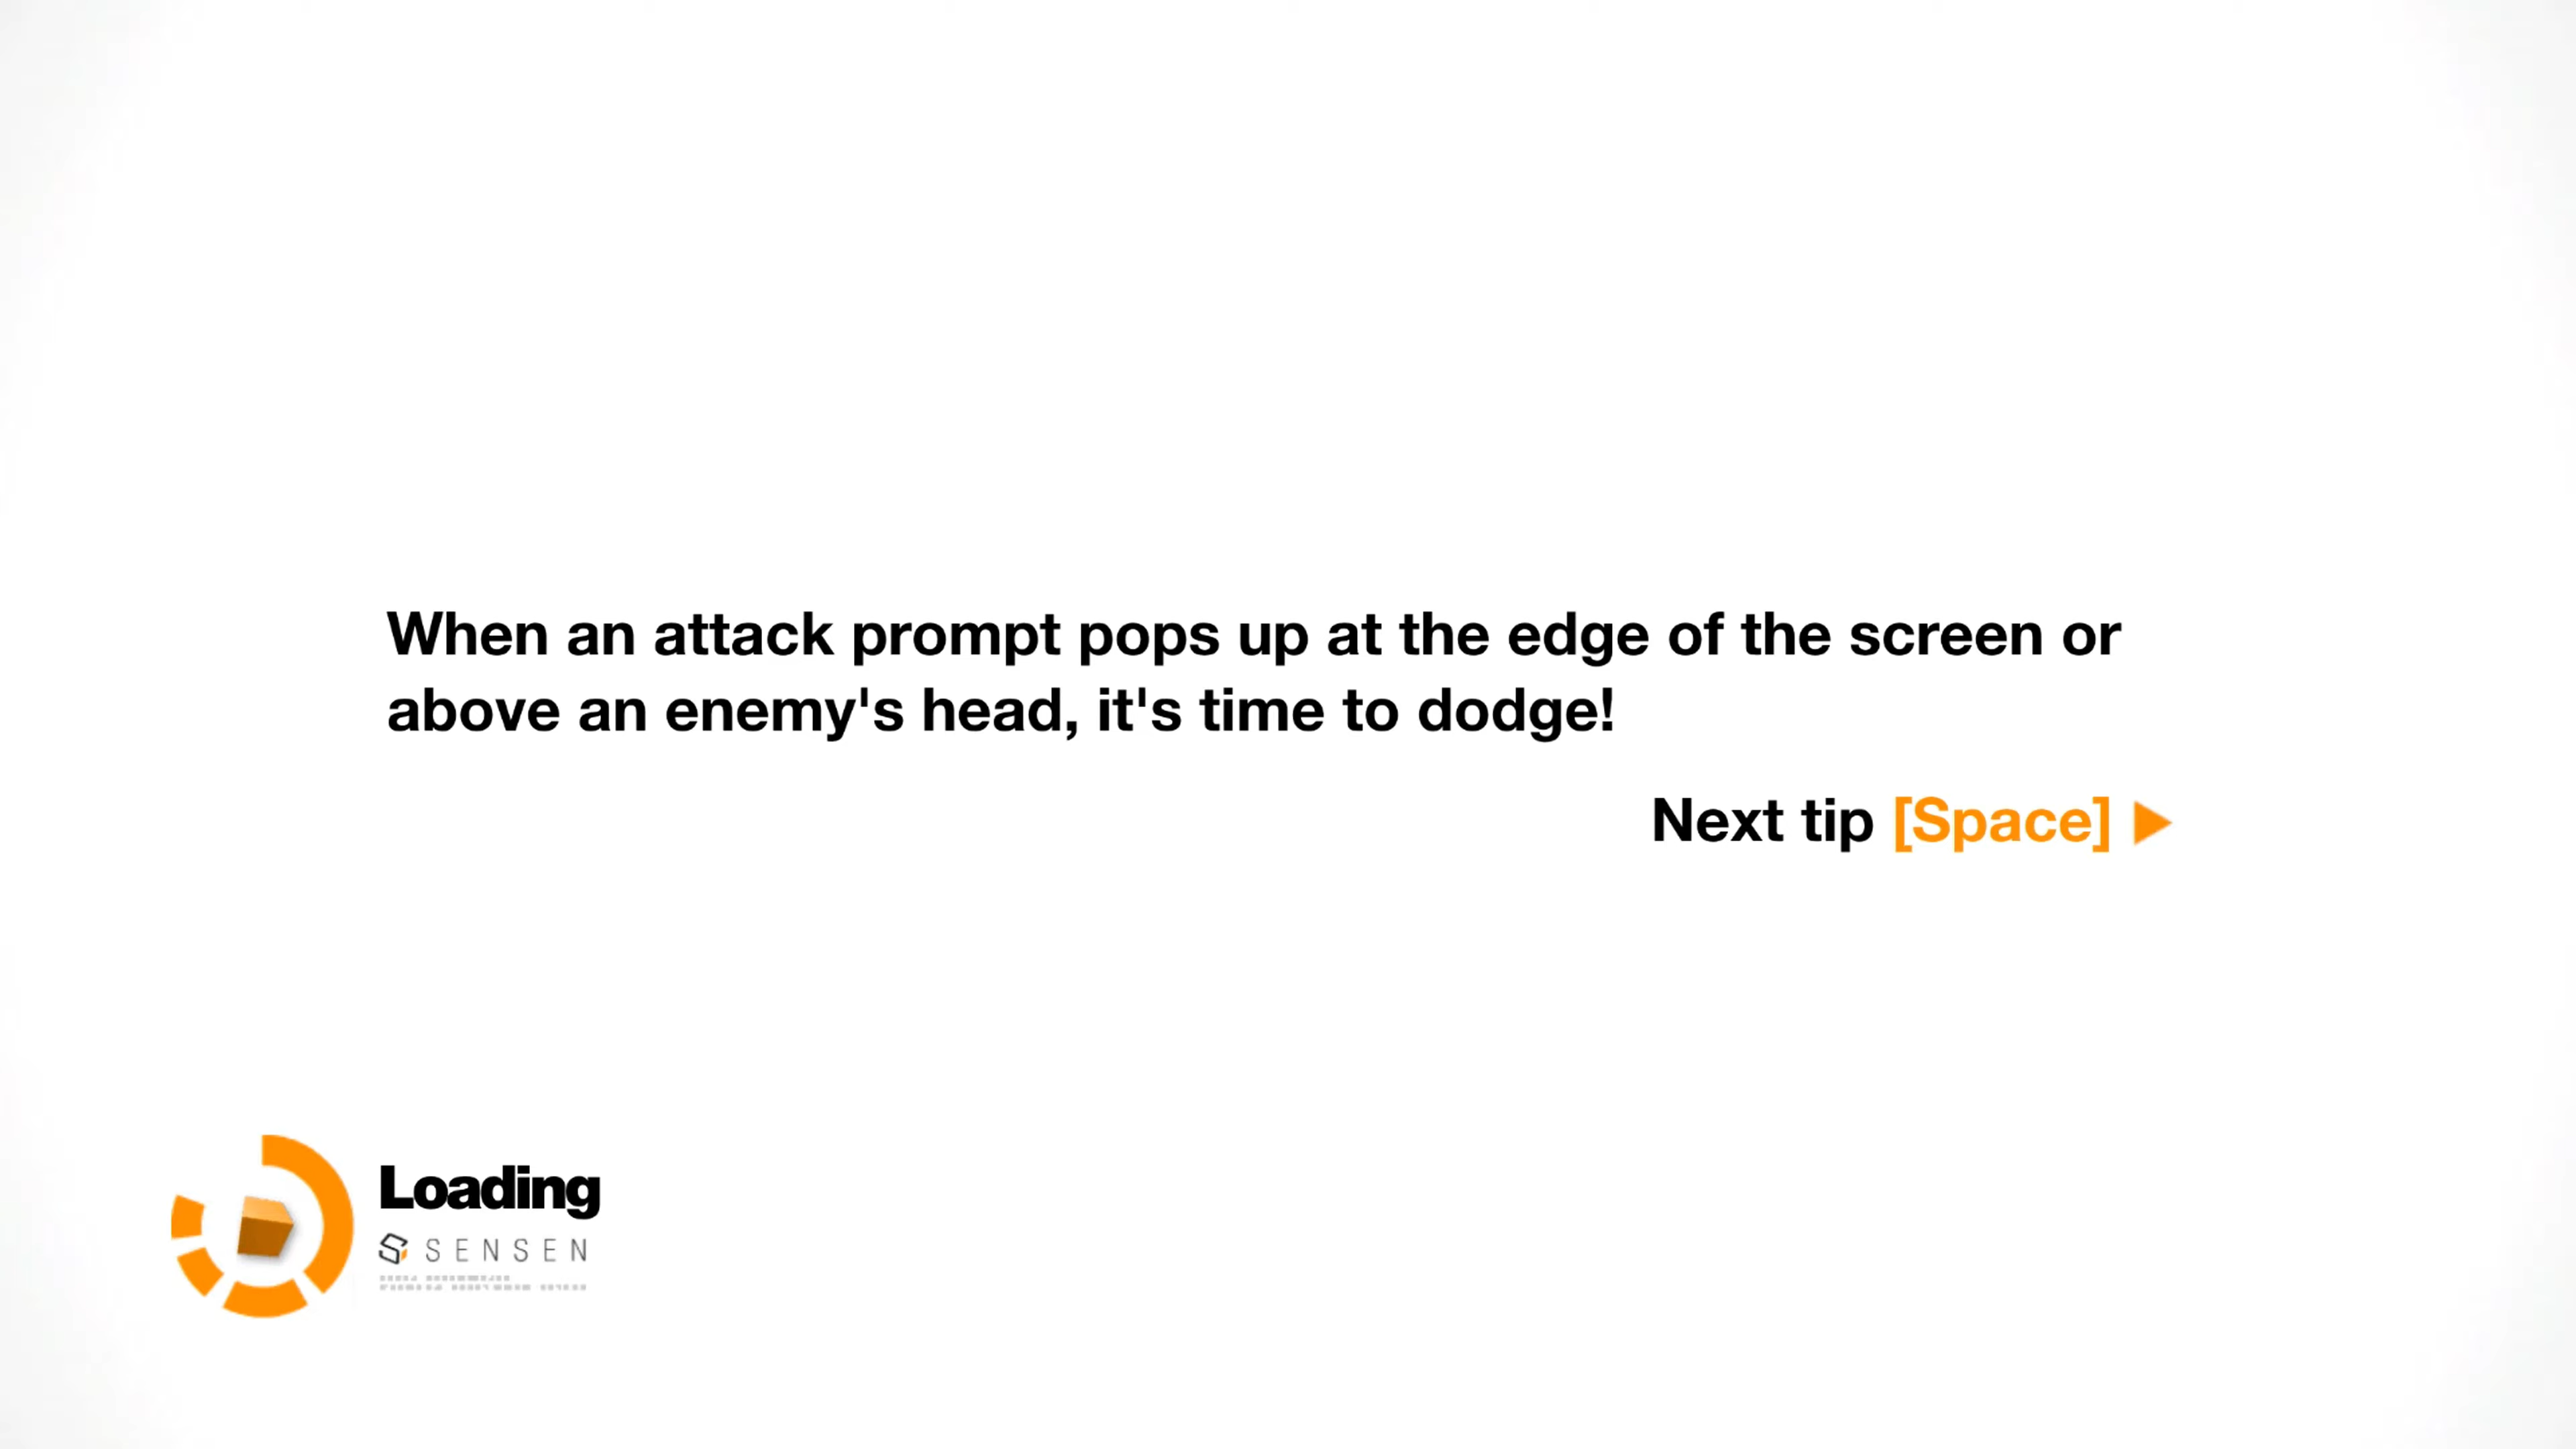 When an attack prompt pops up at the edge of the screen or
above an enemy's head, it's time to dodge!
Next tip [Space]
Loading
SENSEN